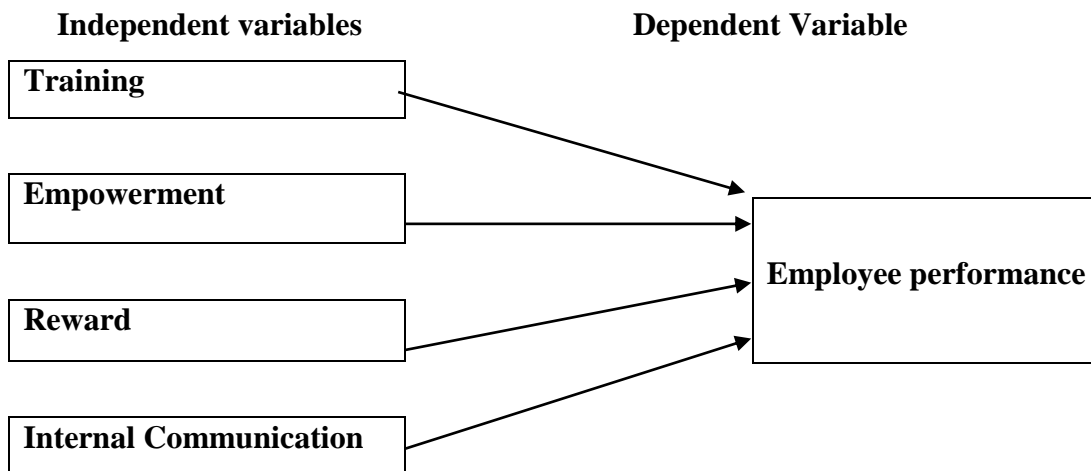 Independent variables
Dependent Variable
Training
Empowerment
Reward
Internal Communication
Employee performance